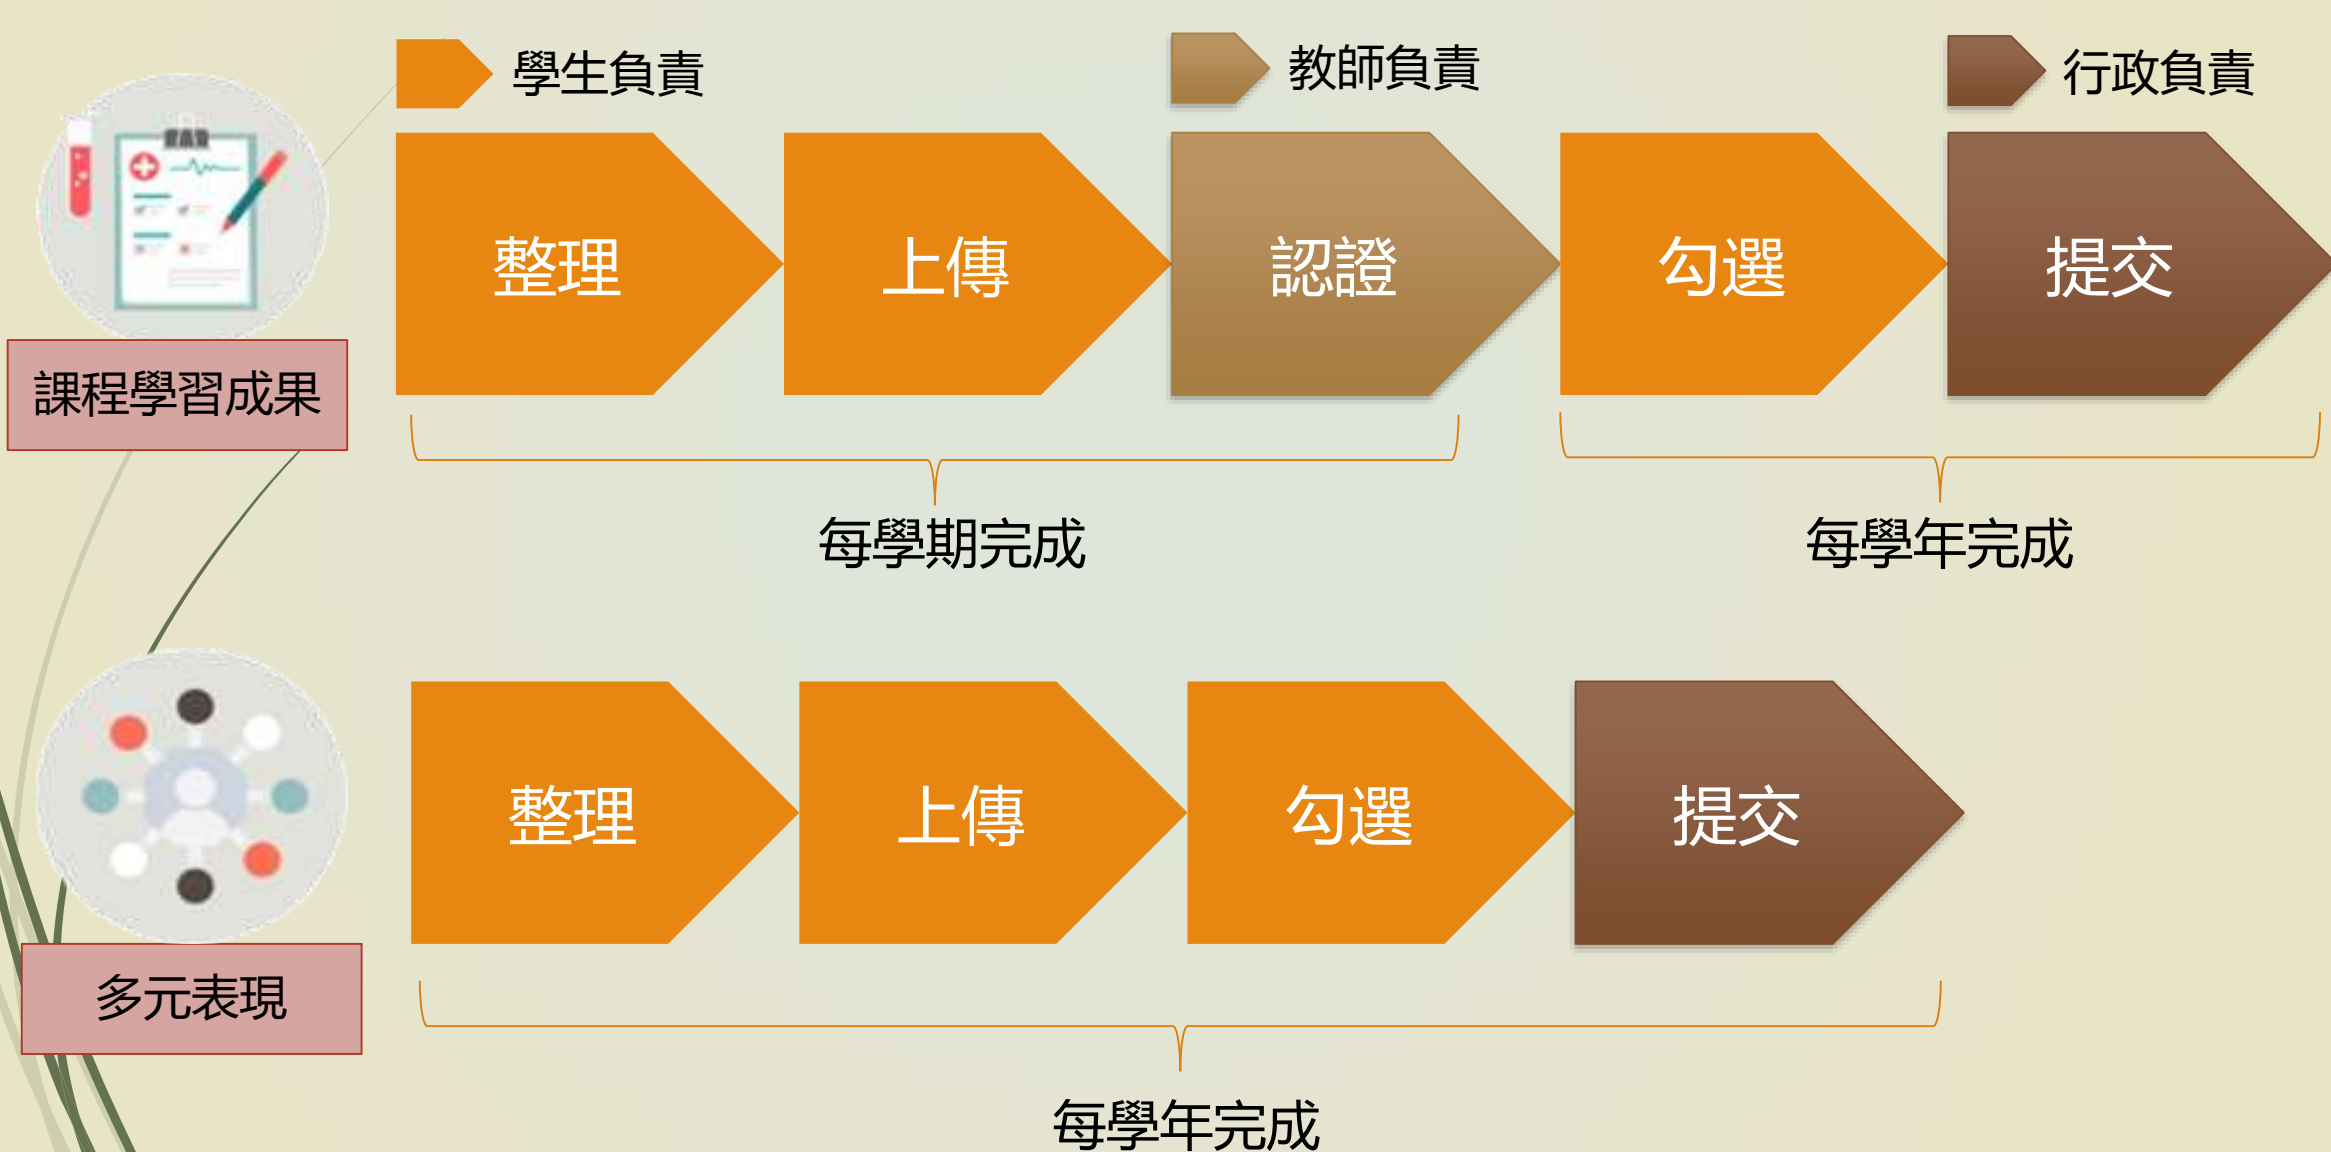 學生負責
教師負責
行政負責
整理
上傳
認證
勾選
提交
課程學習成果
每學期完成
每學年完成
整理
上傳
勾選
提交
多元表現
每學年完成